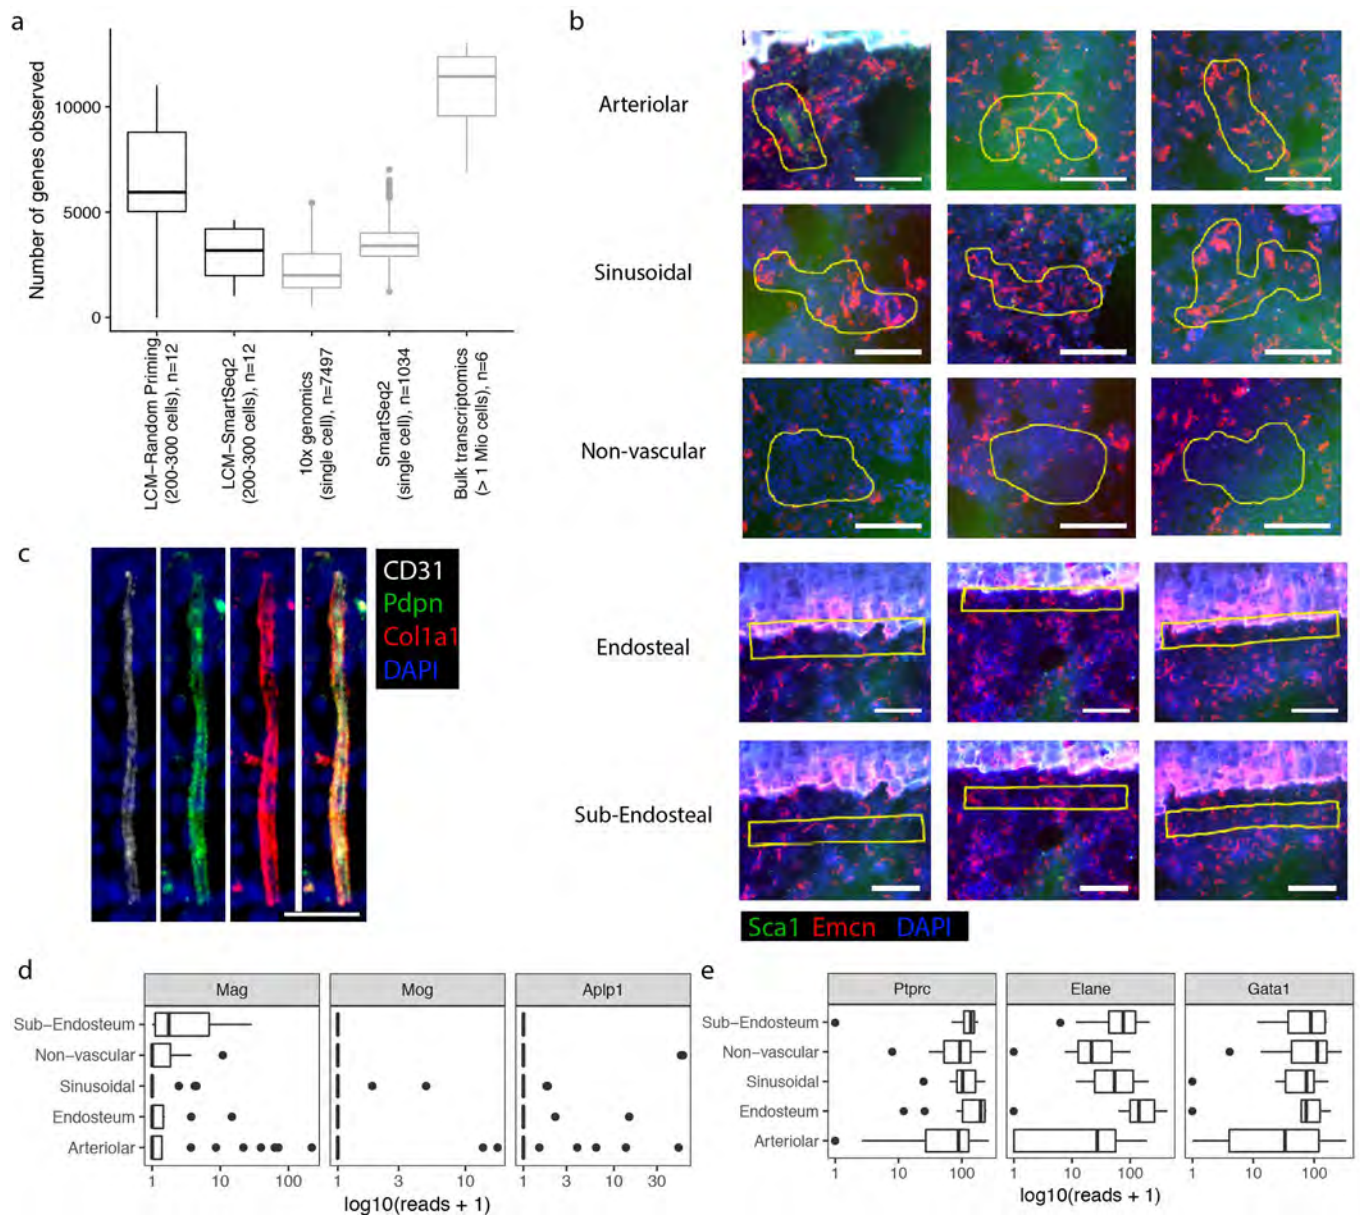 a
Number of genes observed
10000
5000
0
LCM−Random Priming
(200-300 cells), n=12
LCM−SmartSeq2
(200-300 cells), n=12
10x genomics
(single cell), n=7497
SmartSeq2
(single cell), n=1034
Bulk transcriptomics
(> 1 Mio cells), n=6
b
Arteriolar
Sinusoidal
Non-vascular
Endosteal
Sub-Endosteal
Sca1 Emcn DAPI
c
CD31
Pdpn
Col1a1
DAPI
d
Mag Mog Aplp1
Sub−Endosteum
Non−vascular
Sinusoidal
Endosteum
Arteriolar
1 10 100 1 3 10 1 3 10 30
log10(reads + 1)
e
Ptprc Elane Gata1
Sub−Endosteum
Non−vascular
Sinusoidal
Endosteum
Arteriolar
1 10 100 1 10 100 1 10 100
log10(reads + 1)